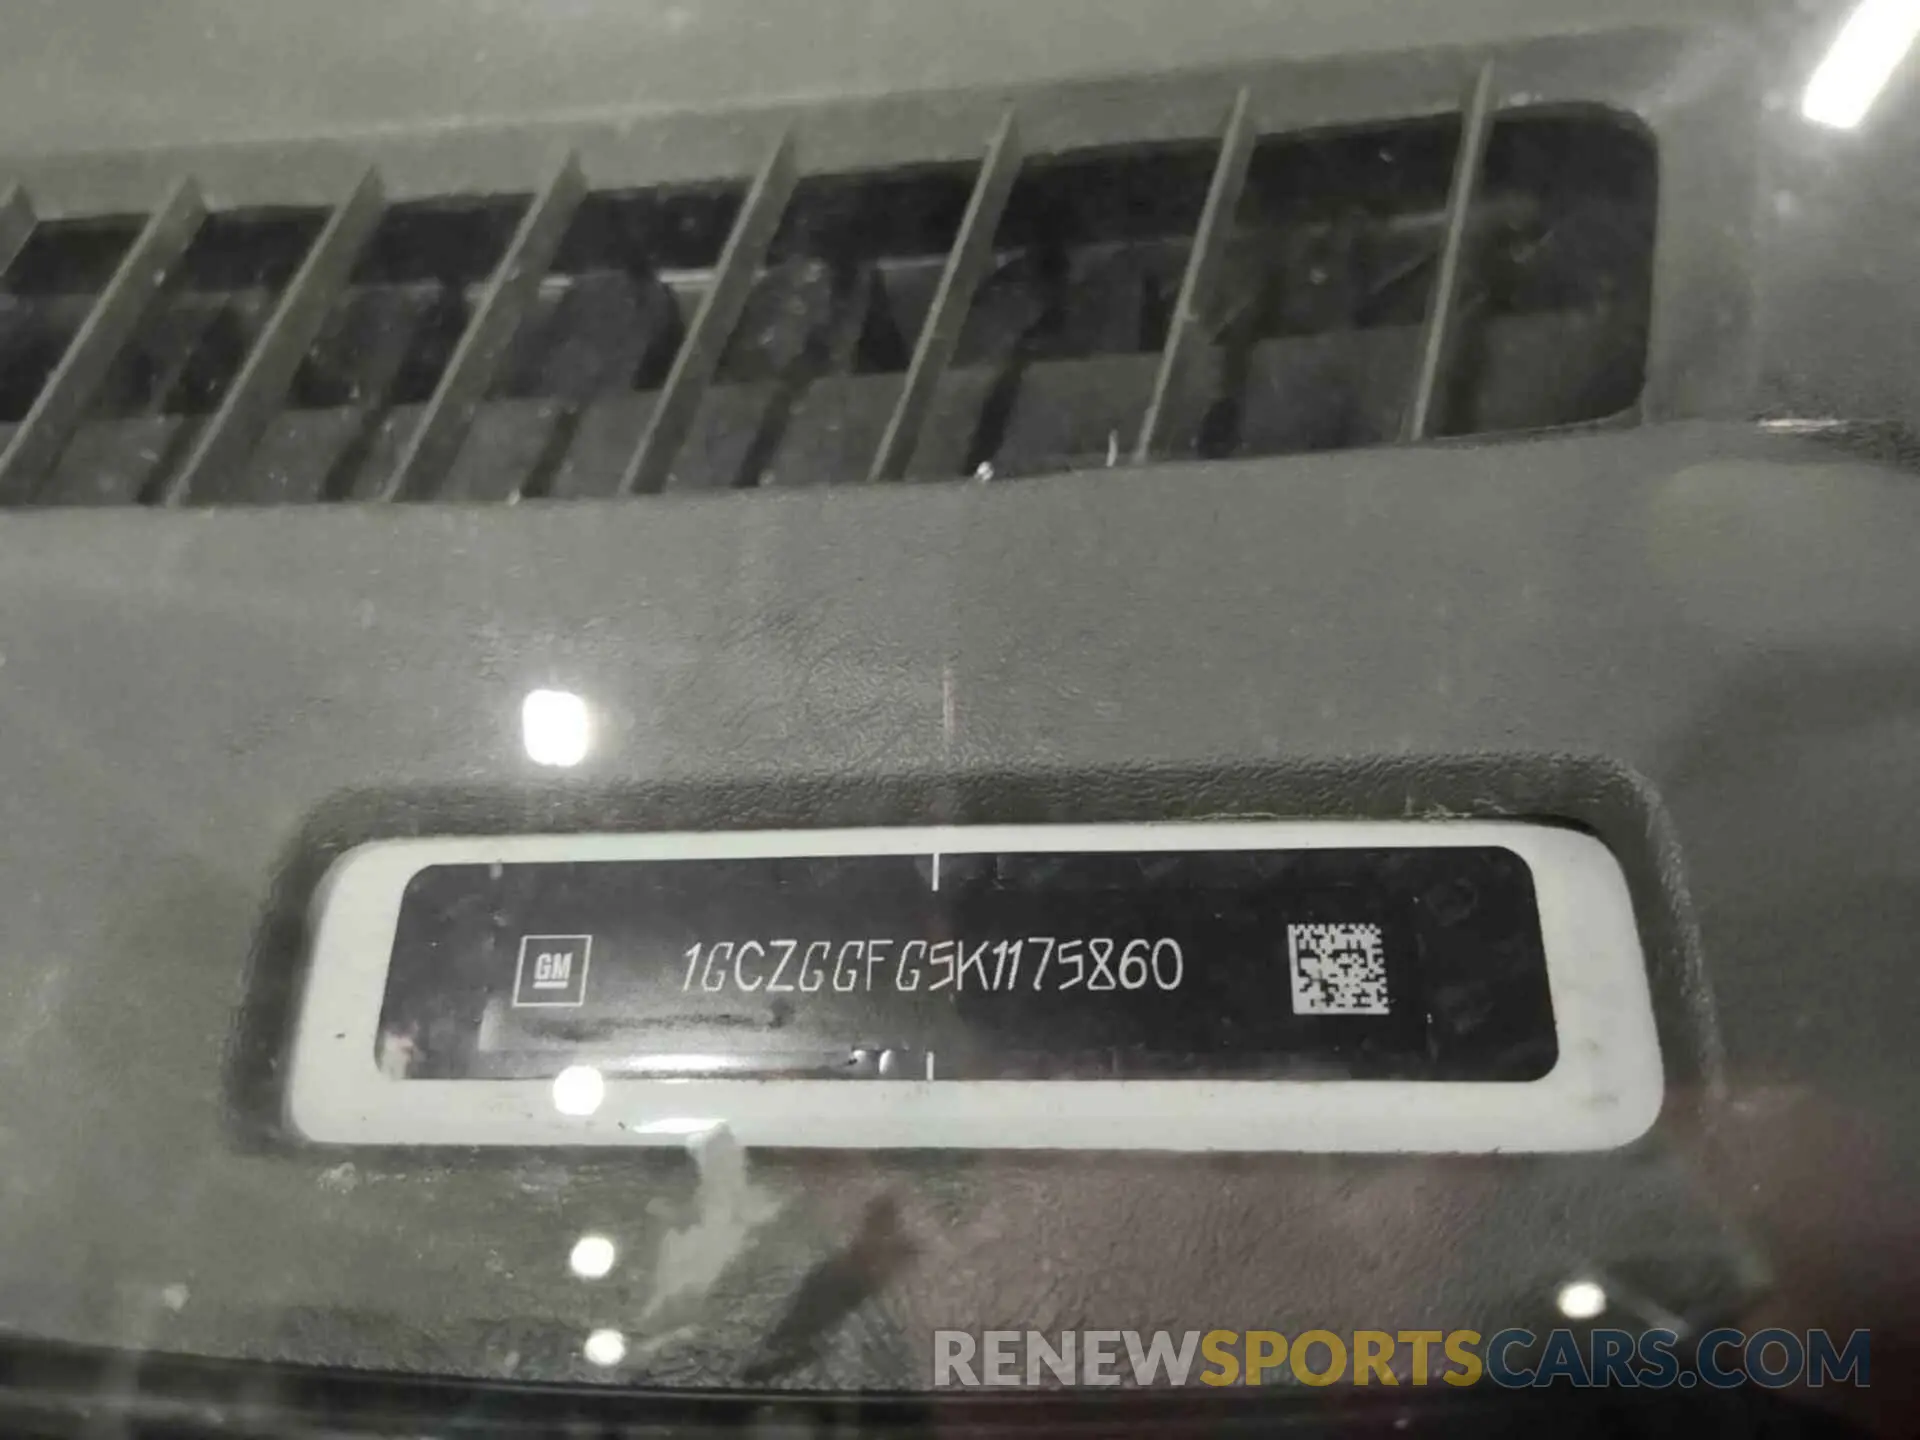 GM 1GCZGGFG5K1175860
RENEWSPORTSCARS.COM